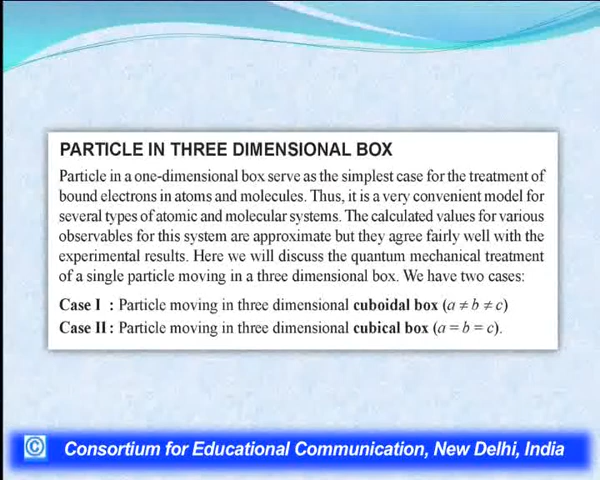 PARTICLE IN THREE DIMENSIONAL BOX
Particle in a one-dimensional box serve as the simplest case for the treatment of
bound electrons in atoms and molecules. Thus, it is a very convenient model for
several types of atomic and molecular systems. The calculated values for various
observables for this system are approximate but they agree fairly well with the
experimental results. Here we will discuss the quantum mechanical treatment
of a single particle moving in a three dimensional box. We have two cases:
Case I : Particle moving in three dimensional cuboidal box (a ≠ b ≠ c)
Case II : Particle moving in three dimensional cubical box (a = b = c).
© Consortium for Educational Communication, New Delhi, India